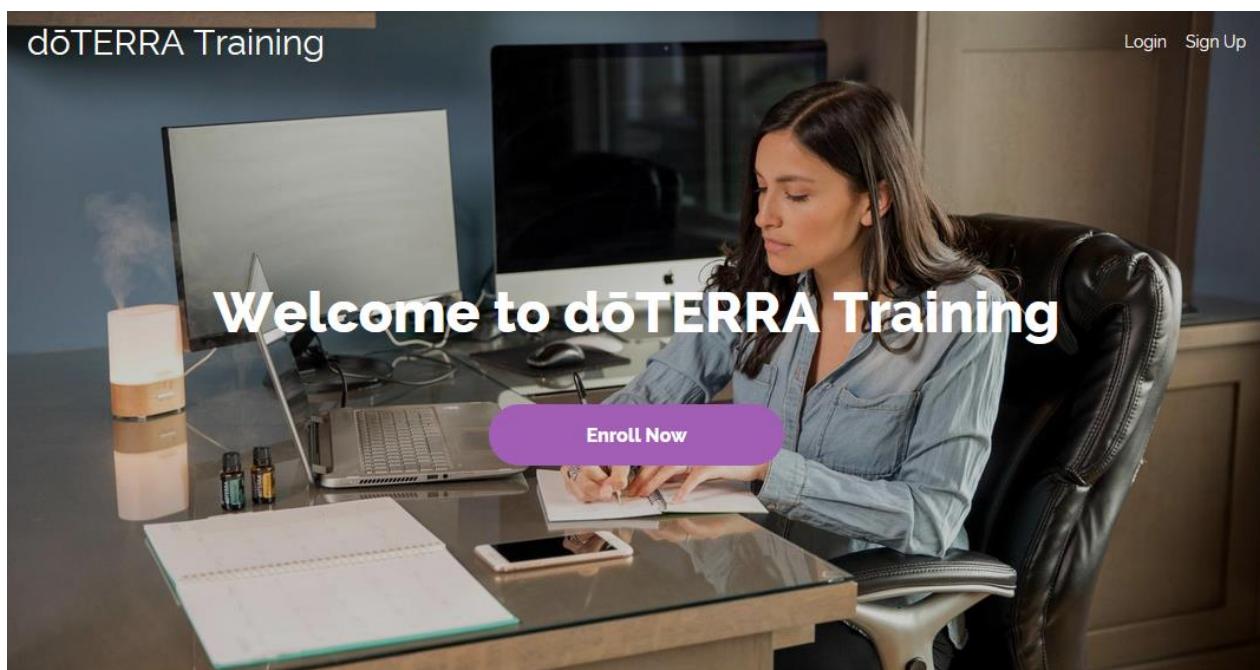 dōTERRA Training
Login Sign Up
Welcome to dōTERRA Training
Enroll Now